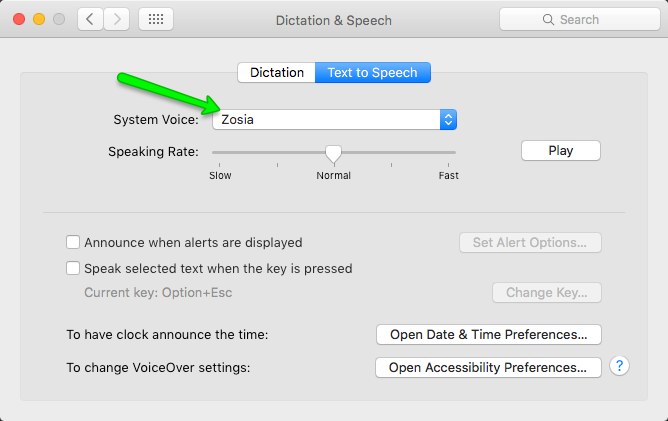 Dictation & Speech
Search
Dictation
Text to Speech
System Voice:
Zosia
Speaking Rate:
Play
Slow
Normal
Fast
Announce when alerts are displayed
Set Alert Options...
Speak selected text when the key is pressed
Current key: Option+Esc
Change Key...
To have clock announce the time:
Open Date & Time Preferences...
To change VoiceOver settings:
Open Accessibility Preferences...
?